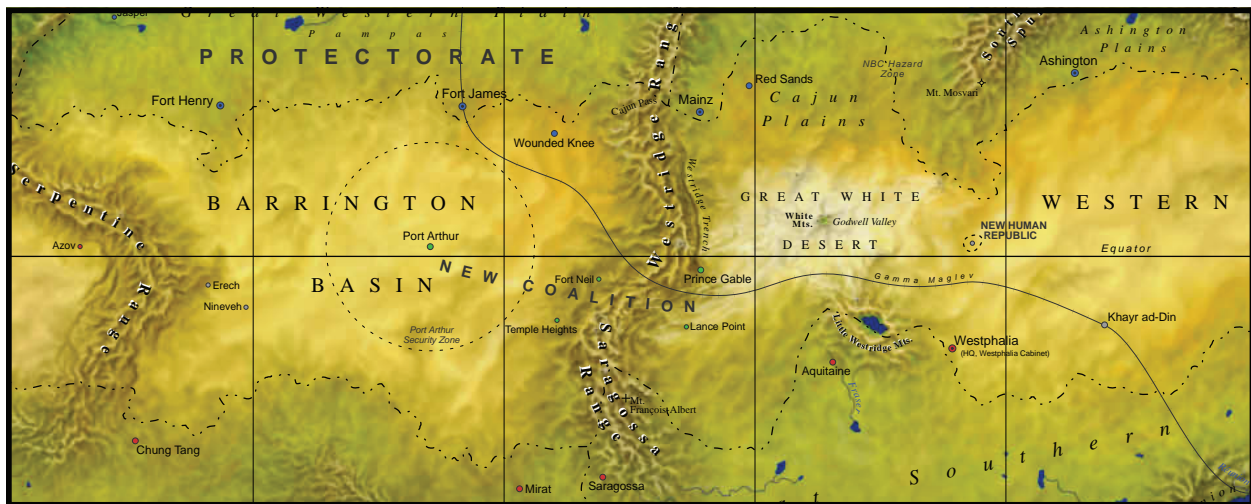 Jasper
Great Western Plain
Pampas
PROTECTORATE
Ashington
Plains
Ashington
NBC Hazard
Zone
Mt. Mosvari
Red Sands
Cajun
Plains
Fort Henry
Fort James
Cajun Pass
Mainz
Wounded Knee
Westridge Rang
Westridge Trench
Serpentine
Range
BARRINGTON
BASIN
Azov
Port Arthur
GREAT WHITE
DESERT
White
Mts.
Godwell Valley
WESTERN
NEW HUMAN
REPUBLIC
Equator
NEW COALITION
Fort Neil
Prince Gable
Gamma Maglev
Erech
Nineveh
Port Arthur
Security Zone
Temple Heights
Lance Point
Little Westridge Mts.
Khayr ad-Din
Westphalia
(HQ, Westphalia Cabinet)
Aquitaine
Saragossa
Range
Mt.
François-Albert
Chung Tang
Mirat
Saragossa
Southern